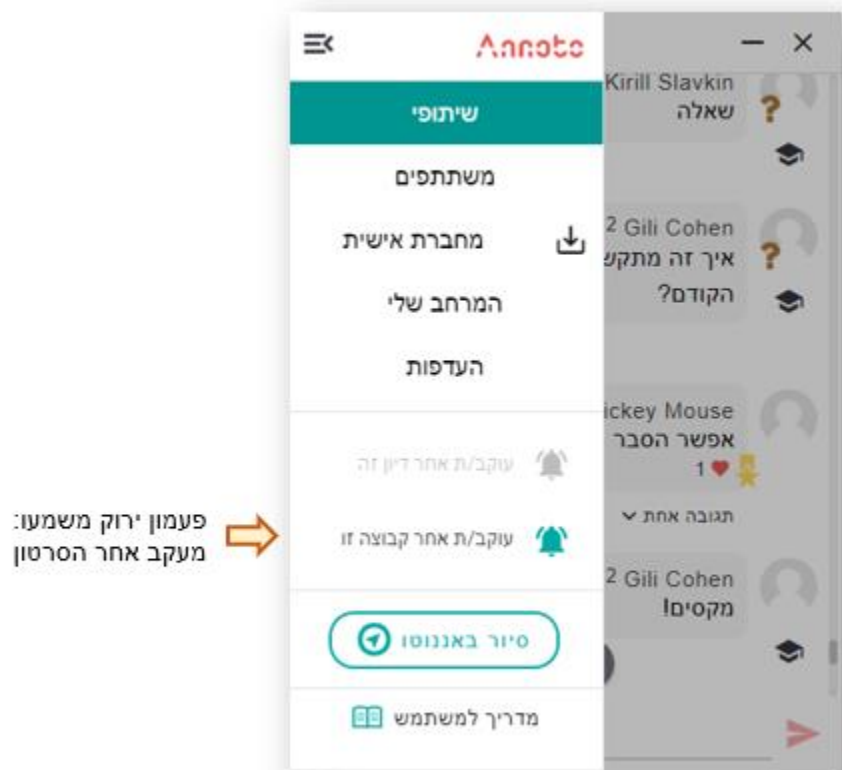 Annoto
שיתופי
משתתפים
מחברת אישית
המרחב שלי
העדפות
עוקב/ת אחר דיון זה
עוקב/ת אחר קבוצה זו
סיור באננוטו
מדריך למשתמש
פעמון ירוק משמעו:
מעקב אחר הסרטון
Kirill Slavkin
שאלה
2 Gili Cohen
איך זה מתקש
הקודם?
ickey Mouse
אפשר הסבר
1
תגובה אחת
2 Gili Cohen
מקסים!